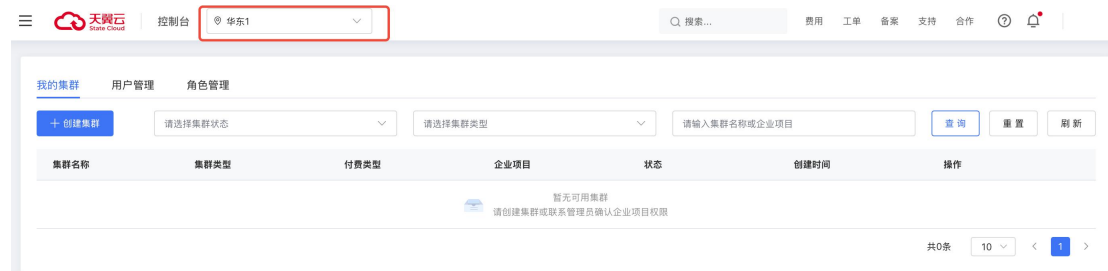 天翼云 State Cloud 控制台 华东1 搜索... 费用 工单 备案 支持 合作
我的集群 用户管理 角色管理
+ 创建集群 请选择集群状态 请选择集群类型 请输入集群名称或企业项目 查询 重置 刷新
集群名称 集群类型 付费类型 企业项目 状态 创建时间 操作
暂无可用集群
请创建集群或联系管理员确认企业项目权限
共0条 10 < 1 >